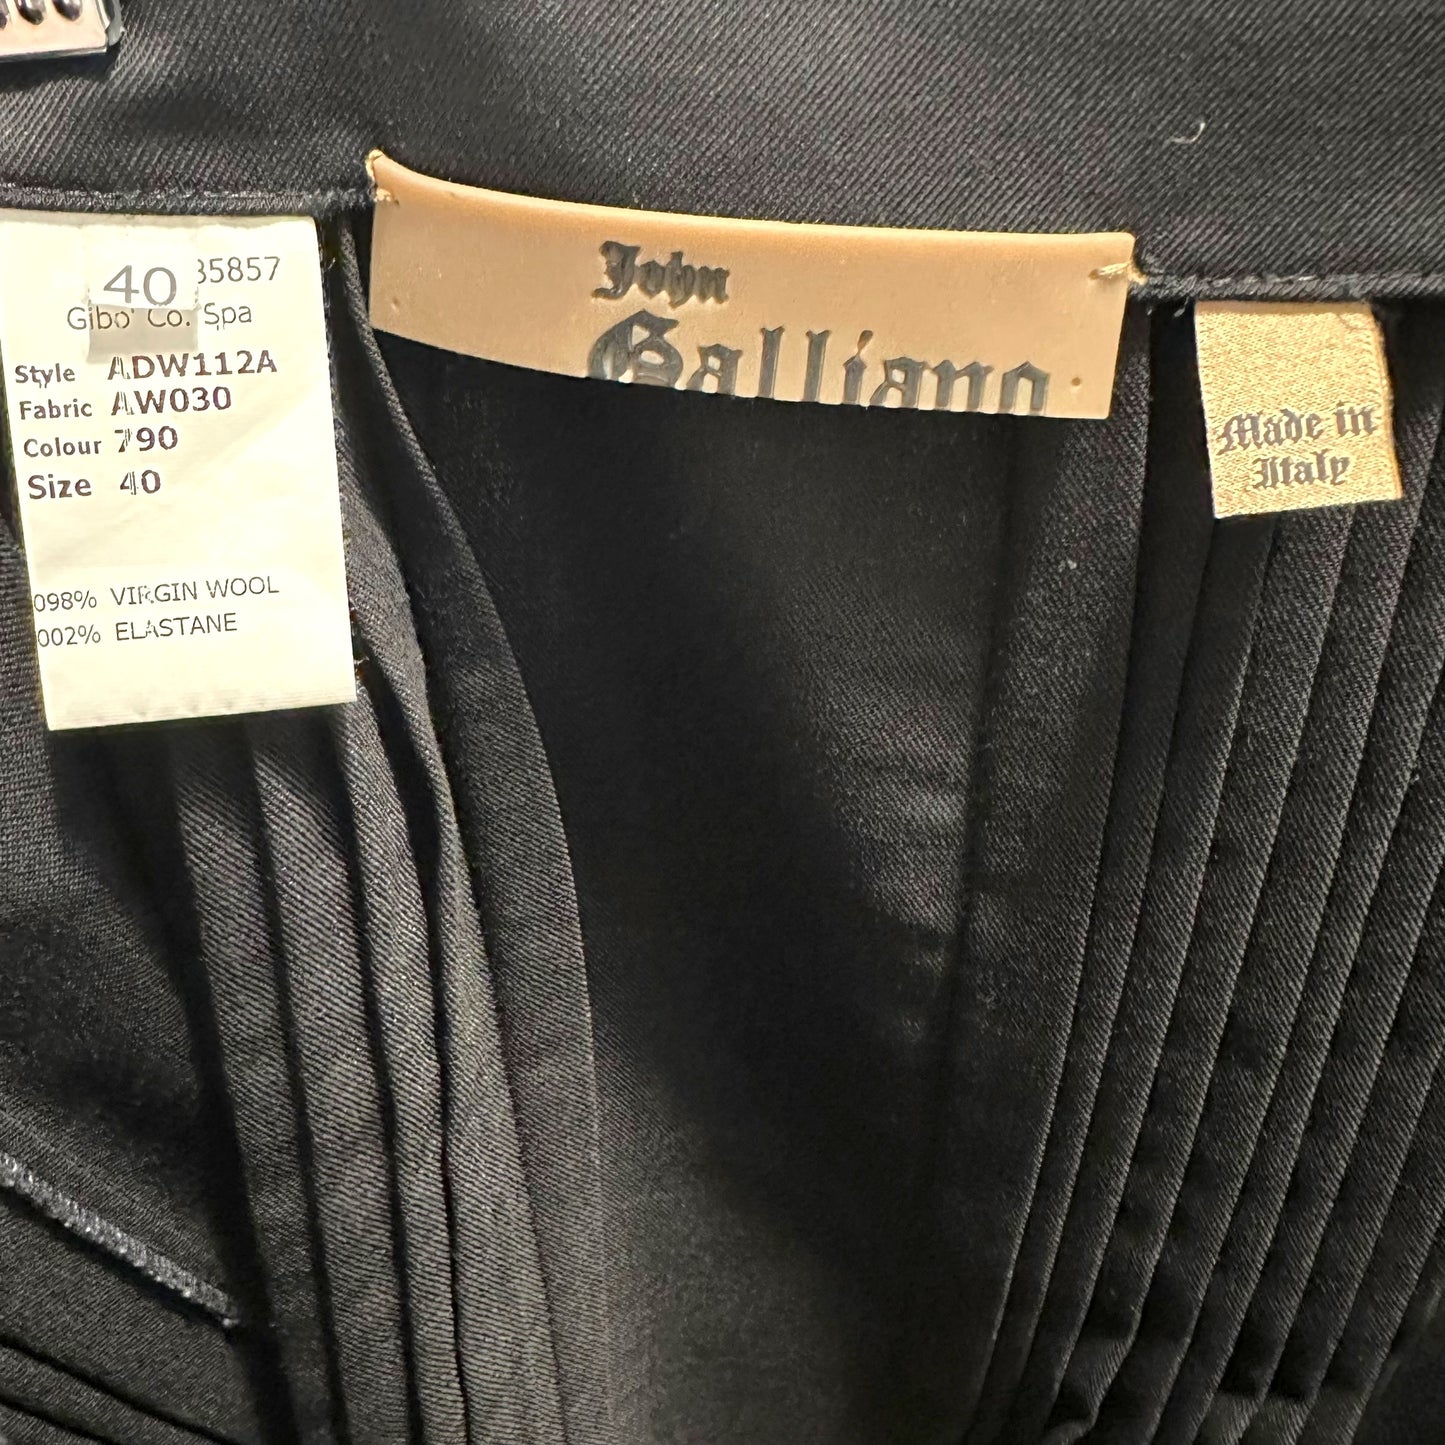 40 35857
Gibo' Co. Spa
Style ADW112A
Fabric AW030
Colour 790
Size 40
098% VIRGIN WOOL
002% ELASTANE
John
Galliano
Made in
Italy